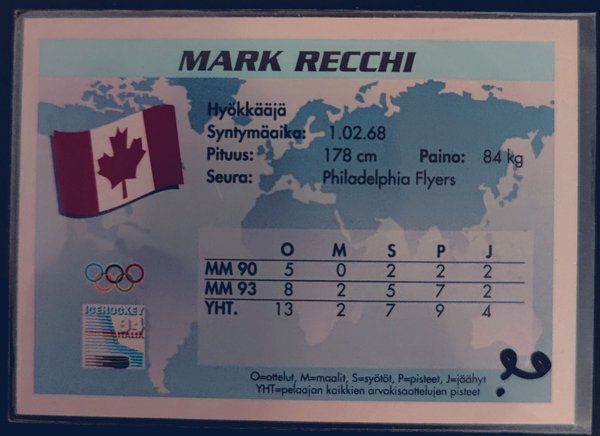 MARK RECCHI
Hyökkääjä
Syntymäaika: 1.02.68
Pituus: 178 cm Paino: 84 kg
Seura: Philadelphia Flyers
O M S P J
MM 90 5 0 2 2 2
MM 93 8 2 5 7 2
YHT. 13 2 7 9 4
ICEHOCKEY
94
ITALIA
O=ottelut, M=maalit, S=syötöt, P=pisteet, J=jäähyt
YHT=pelaajan kaikkien arvokisaottelujen pisteet